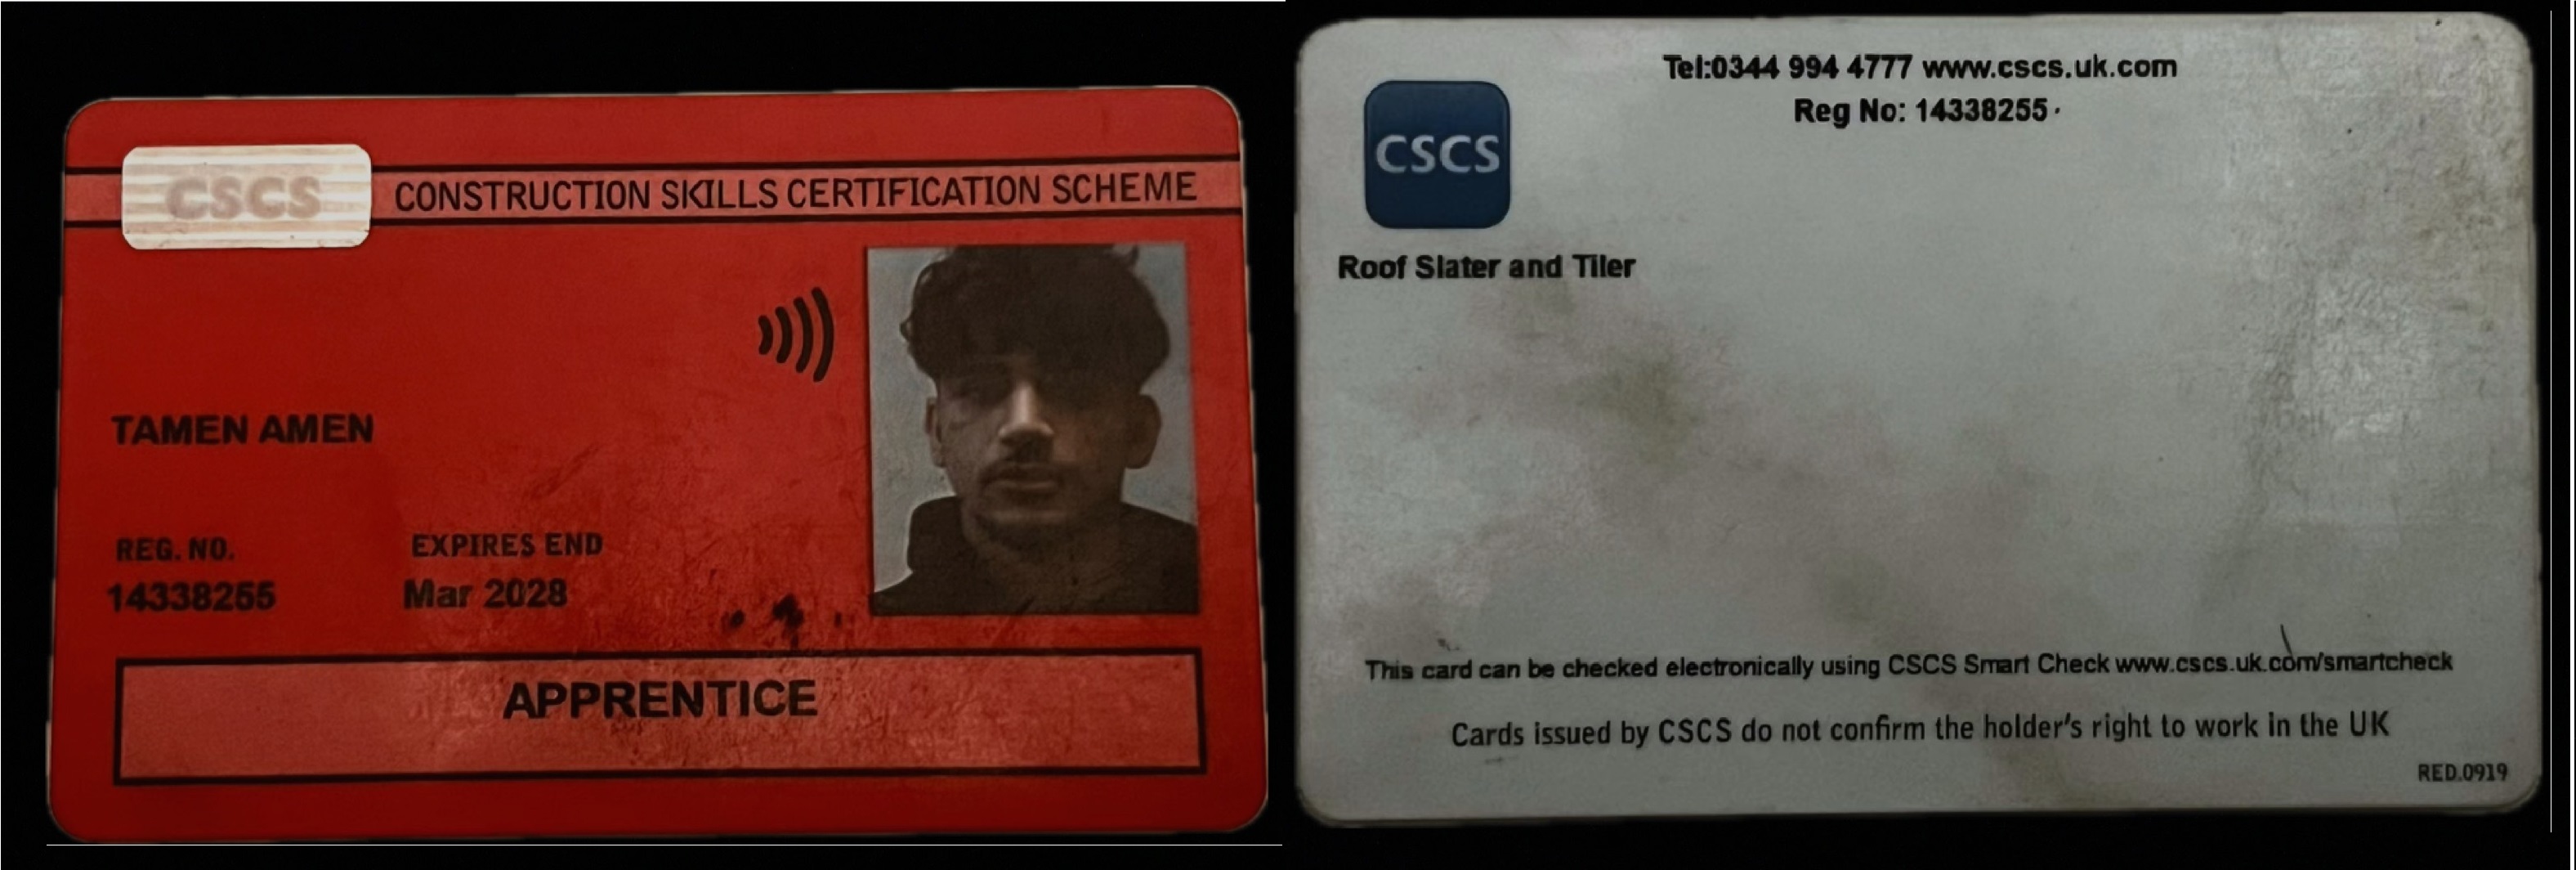 CSCS
CONSTRUCTION SKILLS CERTIFICATION SCHEME
TAMEN AMEN
REG. NO.
EXPIRES END
14338255
Mar 2028
APPRENTICE
Tel:0344 994 4777 www.cscs.uk.com
Reg No: 14338255
CSCS
Roof Slater and Tiler
This card can be checked electronically using CSCS Smart Check www.cscs.uk.com/smartcheck
Cards issued by CSCS do not confirm the holder's right to work in the UK
RED.0919